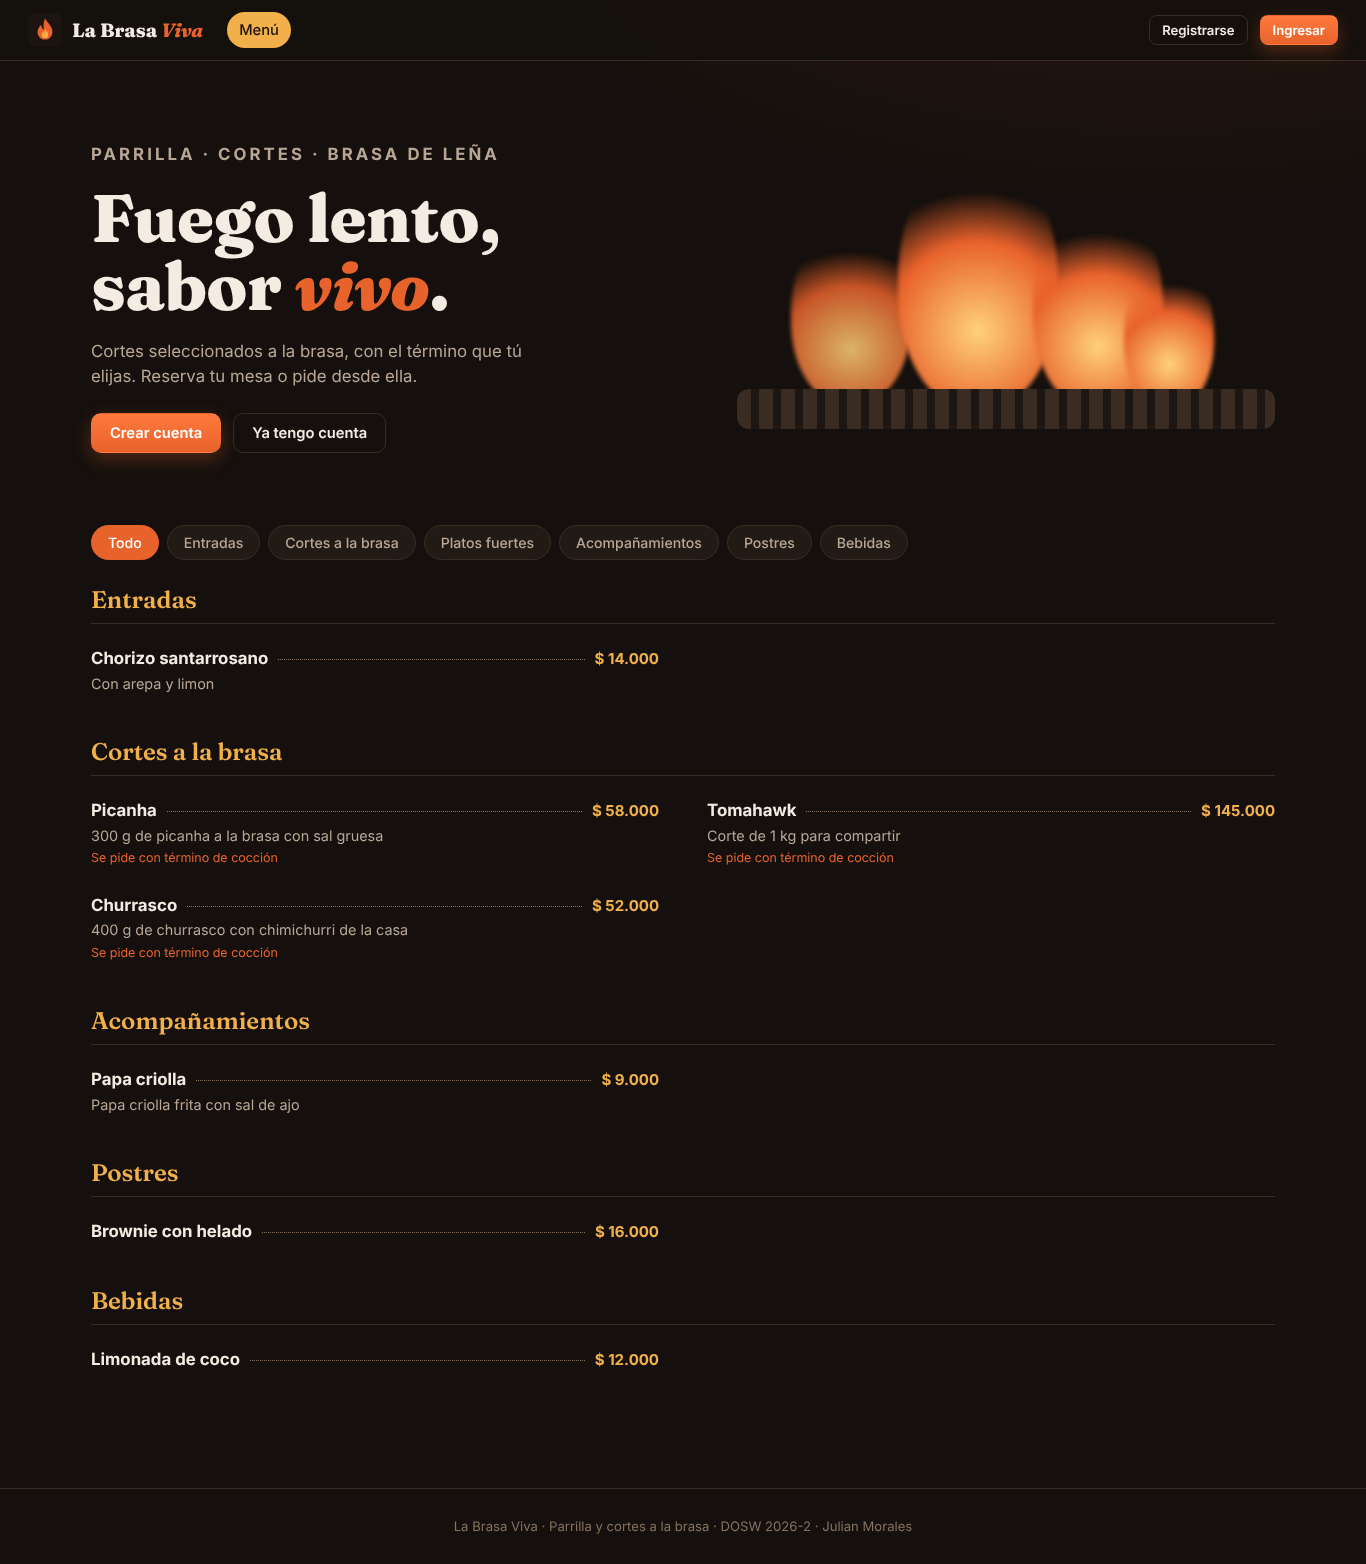 La Brasa Viva
Menú
Registrarse
Ingresar
PARRILLA · CORTES · BRASA DE LEÑA
Fuego lento,
sabor vivo.
Cortes seleccionados a la brasa, con el término que tú
elijas. Reserva tu mesa o pide desde ella.
Crear cuenta
Ya tengo cuenta
Todo
Entradas
Cortes a la brasa
Platos fuertes
Acompañamientos
Postres
Bebidas
Entradas
Chorizo santarrosano $ 14.000
Con arepa y limon
Cortes a la brasa
Picanha $ 58.000
300 g de picanha a la brasa con sal gruesa
Se pide con término de cocción
Tomahawk $ 145.000
Corte de 1 kg para compartir
Se pide con término de cocción
Churrasco $ 52.000
400 g de churrasco con chimichurri de la casa
Se pide con término de cocción
Acompañamientos
Papa criolla $ 9.000
Papa criolla frita con sal de ajo
Postres
Brownie con helado $ 16.000
Bebidas
Limonada de coco $ 12.000
La Brasa Viva · Parrilla y cortes a la brasa · DOSW 2026-2 · Julian Morales